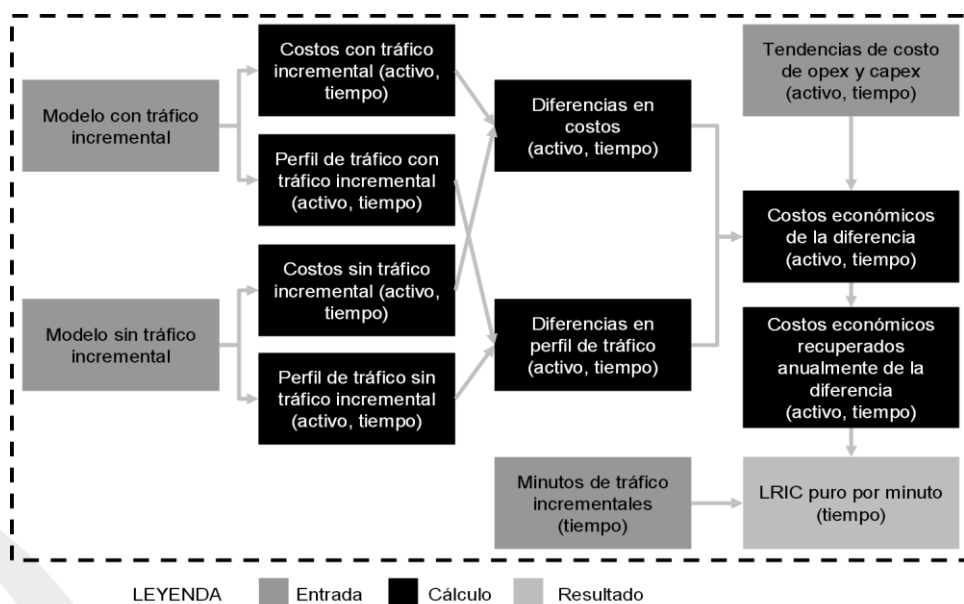 Modelo con tráfico
incremental
Modelo sin tráfico
incremental
Costos con tráfico
incremental (activo,
tiempo)
Perfil de tráfico con
tráfico incremental
(activo, tiempo)
Costos sin tráfico
incremental (activo,
tiempo)
Perfil de tráfico sin
tráfico incremental
(activo, tiempo)
Diferencias en
costos
(activo, tiempo)
Diferencias en
perfil de tráfico
(activo, tiempo)
Minutos de tráfico
incrementales
(tiempo)
Tendencias de costo
de opex y capex
(activo, tiempo)
Costos económicos
de la diferencia
(activo, tiempo)
Costos económicos
recuperados
anualmente de la
diferencia
(activo, tiempo)
LRIC puro por minuto
(tiempo)
LEYENDA Entrada Cálculo Resultado